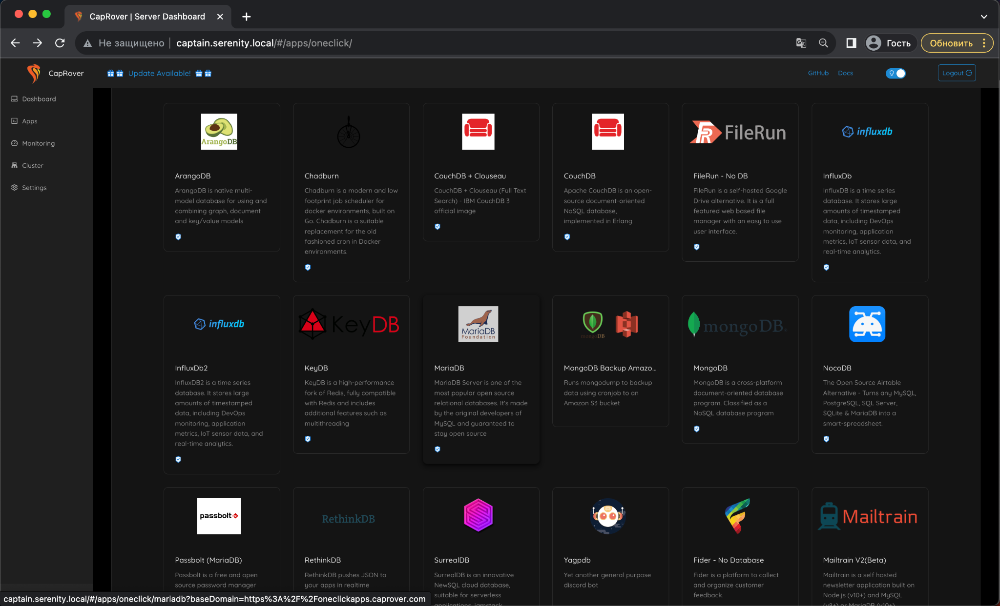 CapRover | Server Dashboard
Не защищено
captain.serenity.local/#/apps/oneclick/
Гость
Обновить
CapRover
Update Available!
GitHub
Docs
Logout
Dashboard
Apps
Monitoring
Cluster
Settings
ArangoDB
ArangoDB
ArangoDB is native multi-
model database for using and
combining graph, document
and key/value models
Chadburn
Chadburn is a modern and low
footprint job scheduler for
docker environments, built on
Go. Chadburn is a suitable
replacement for the old
fashioned cron in Docker
environments.
CouchDB + Clouseau
CouchDB + Clouseau (Full Text
Search) - IBM CouchDB 3
official image
CouchDB
Apache CouchDB is an open-
source document-oriented
NoSQL database,
implemented in Erlang
FileRun
FileRun - No DB
FileRun is a self-hosted Google
Drive alternative. It is a full
featured web based file
manager with an easy to use
user interface.
influxdb
InfluxDb
InfluxDB is a time series
database. It stores large
amounts of timestamped
data, including DevOps
monitoring, application
metrics, IoT sensor data, and
real-time analytics.
influxdb
InfluxDb2
InfluxDB2 is a time series
database. It stores large
amounts of timestamped
data, including DevOps
monitoring, application
metrics, IoT sensor data, and
real-time analytics.
KeyDB
KeyDB
KeyDB is a high-performance
fork of Redis, fully compatible
with Redis and includes
additional features such as
multithreading
MariaDB
Foundation
MariaDB
MariaDB Server is one of the
most popular open source
relational databases. It's made
by the original developers of
MySQL and guaranteed to
stay open source
mongoDB
MongoDB Backup Amazo...
Runs mongodump to backup
data using cronjob to an
Amazon S3 bucket
mongoDB.
MongoDB
MongoDB is a cross-platform
document-oriented database
program. Classified as a
NoSQL database program
NocoDB
The Open Source Airtable
Alternative - Turns any MySQL,
PostgreSQL, SQL Server,
SQLite & MariaDB into a
smart-spreadsheet.
passbolt
Passbolt (MariaDB)
Passbolt is a free and open
source password manager
RethinkDB
RethinkDB
RethinkDB pushes JSON to
your apps in realtime
SurrealDB
SurrealDB is an innovative
NewSQL cloud database,
suitable for serverless
applications, jamstack
Yagpdb
Yet another general purpose
discord bot
Fider - No Database
Fider is a platform to collect
and organize customer
feedback.
Mailtrain
Mailtrain V2(Beta)
Mailtrain is a self hosted
newsletter application built on
Node.js (v10+) and MySQL
(v8+) or MariaDB (v10+)
captain.serenity.local/#/apps/oneclick/mariadb?baseDomain=https%3A%2F%2Foneclickapps.caprover.com